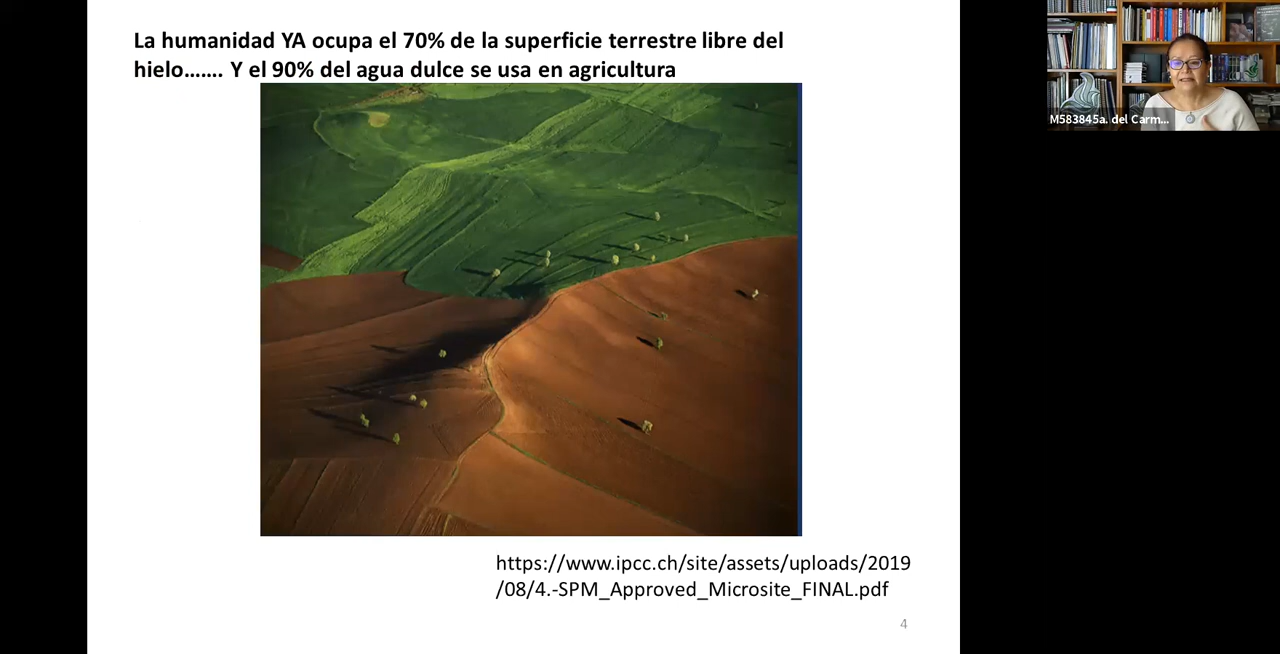 La humanidad YA ocupa el 70% de la superficie terrestre libre del
hielo....... Y el 90% del agua dulce se usa en agricultura
M583845a. del Carm...
https://www.ipcc.ch/site/assets/uploads/2019
/08/4.-SPM_Approved_Microsite_FINAL.pdf
4